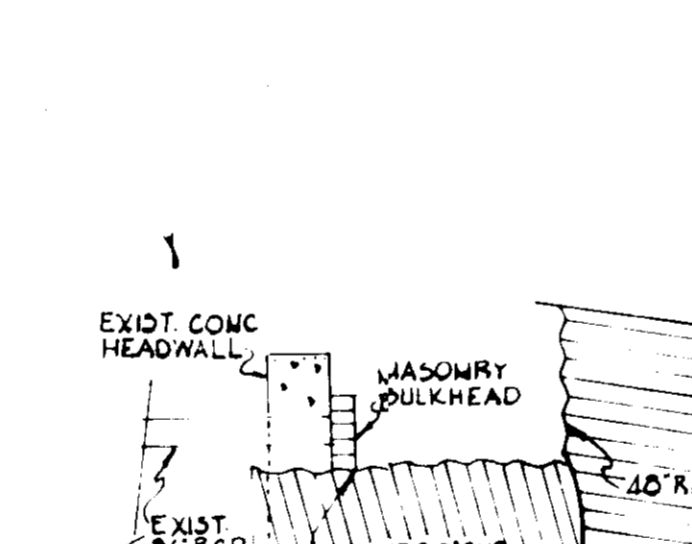 EXIST. CONC
HEADWALL
MASONRY
BULKHEAD
48" R
EXIST.